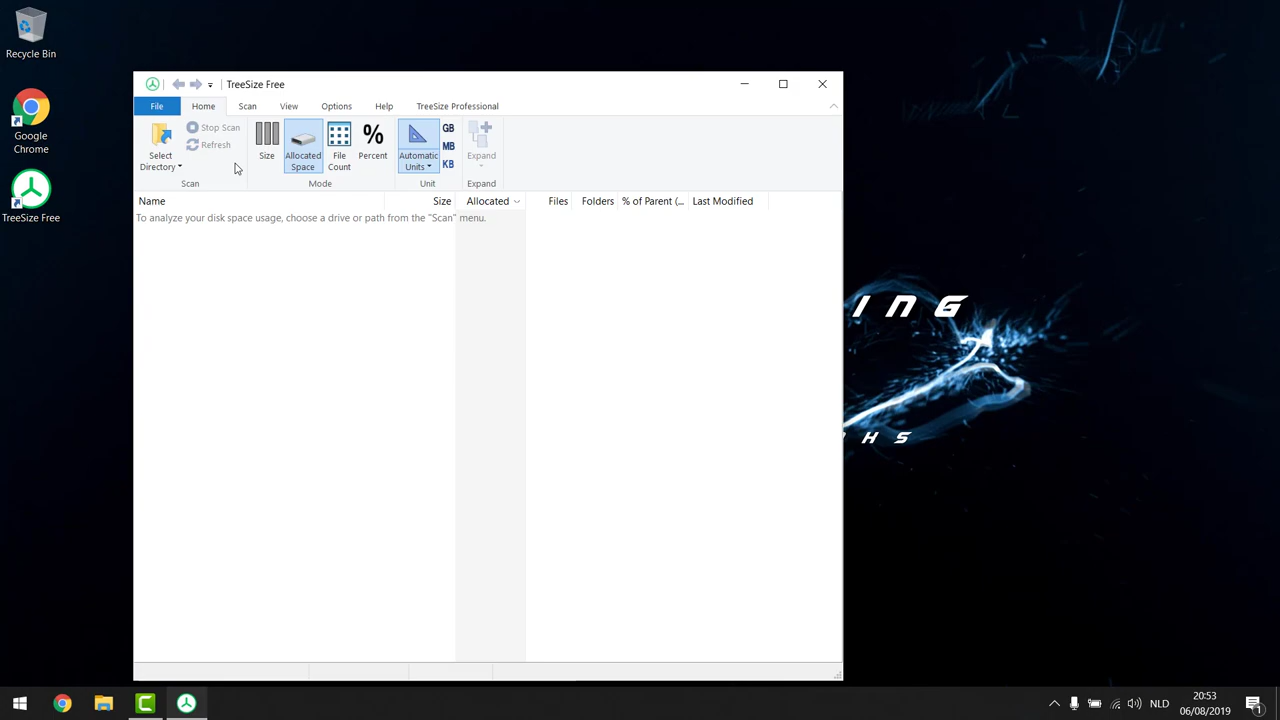 Recycle Bin
Google
Chrome
TreeSize Free
TreeSize Free
File
Home
Scan
View
Options
Help
TreeSize Professional
Select
Directory
Stop Scan
Refresh
Scan
Size
Allocated
Space
File
Count
%
Percent
Mode
Automatic
Units
GB
MB
KB
Unit
Expand
Expand
Name
Size
Allocated
Files
Folders
% of Parent (...
Last Modified
To analyze your disk space usage, choose a drive or path from the "Scan" menu.
ING
HS
NLD
20:53
06/08/2019
1